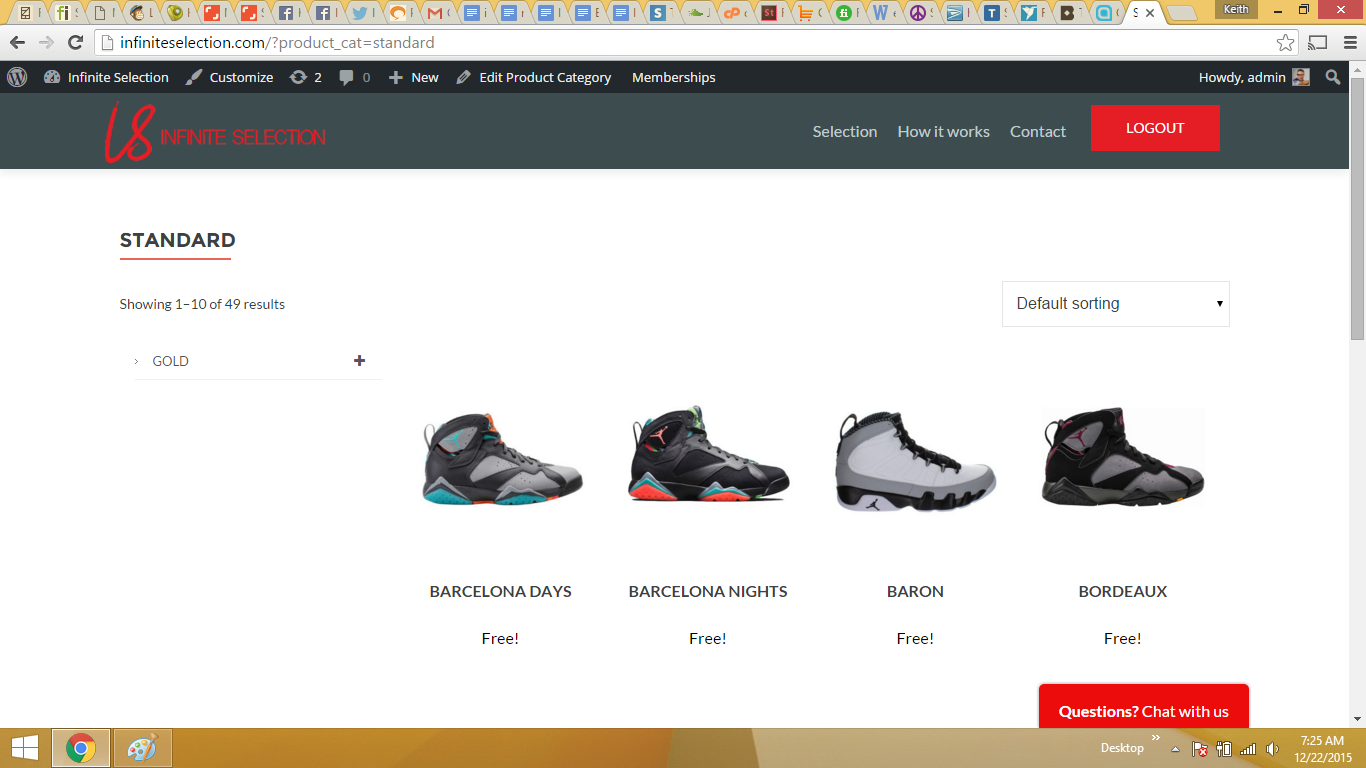 Keith
infiniteselection.com/?product_cat=standard
Infinite Selection Customize 2 0 New Edit Product Category Memberships Howdy, admin
INFINITE SELECTION Selection How it works Contact LOGOUT
STANDARD
Showing 1–10 of 49 results Default sorting
GOLD
BARCELONA DAYS BARCELONA NIGHTS BARON BORDEAUX
Free! Free! Free! Free!
Questions? Chat with us
Desktop 7:25 AM
12/22/2015